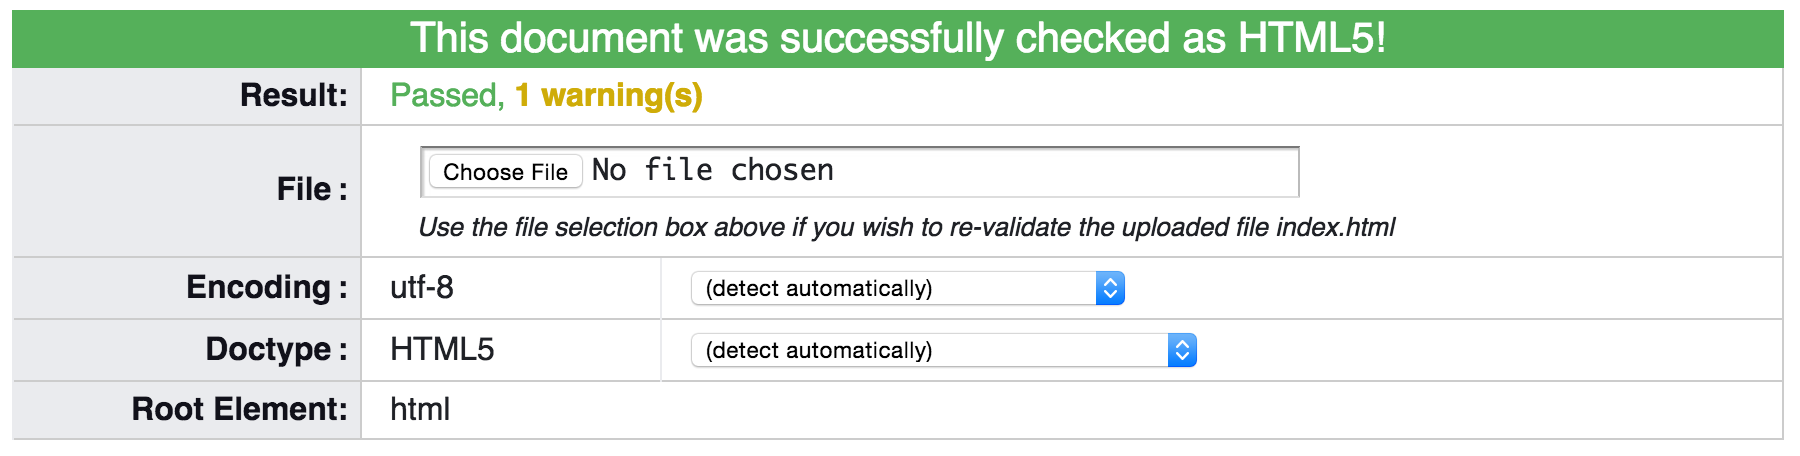 This document was successfully checked as HTML5!
Result: Passed, 1 warning(s)
File : Choose File No file chosen
Use the file selection box above if you wish to re-validate the uploaded file index.html
Encoding : utf-8 (detect automatically)
Doctype : HTML5 (detect automatically)
Root Element: html